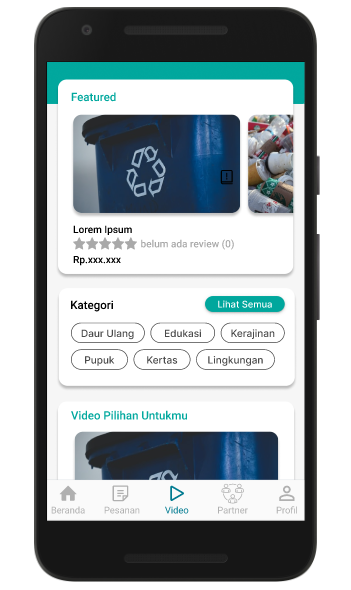 Featured
Lorem Ipsum
belum ada review (0)
Rp.xxx.xxx
Kategori
Lihat Semua
Daur Ulang
Edukasi
Kerajinan
Pupuk
Kertas
Lingkungan
Video Pilihan Untukmu
Beranda
Pesanan
Video
Partner
Profil